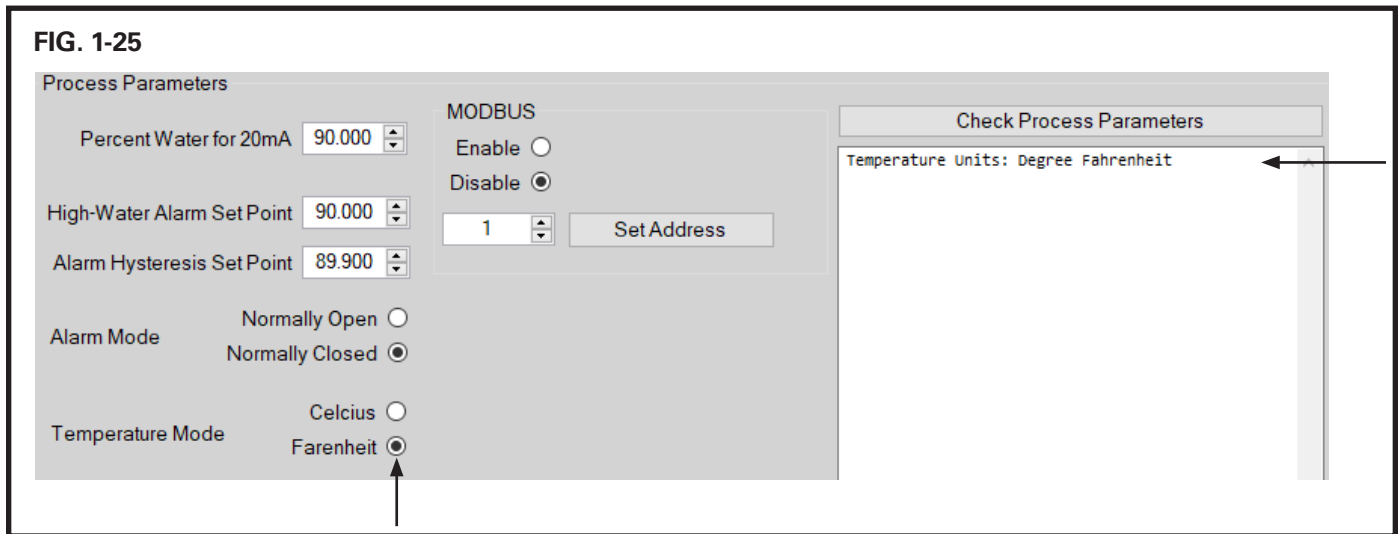 FIG. 1-25
Process Parameters
Percent Water for 20mA 90.000
High-Water Alarm Set Point 90.000
Alarm Hysteresis Set Point 89.900
Alarm Mode
Normally Open
Normally Closed
Temperature Mode
Celcius
Farenheit
MODBUS
Enable
Disable
1 Set Address
Check Process Parameters
Temperature Units: Degree Fahrenheit